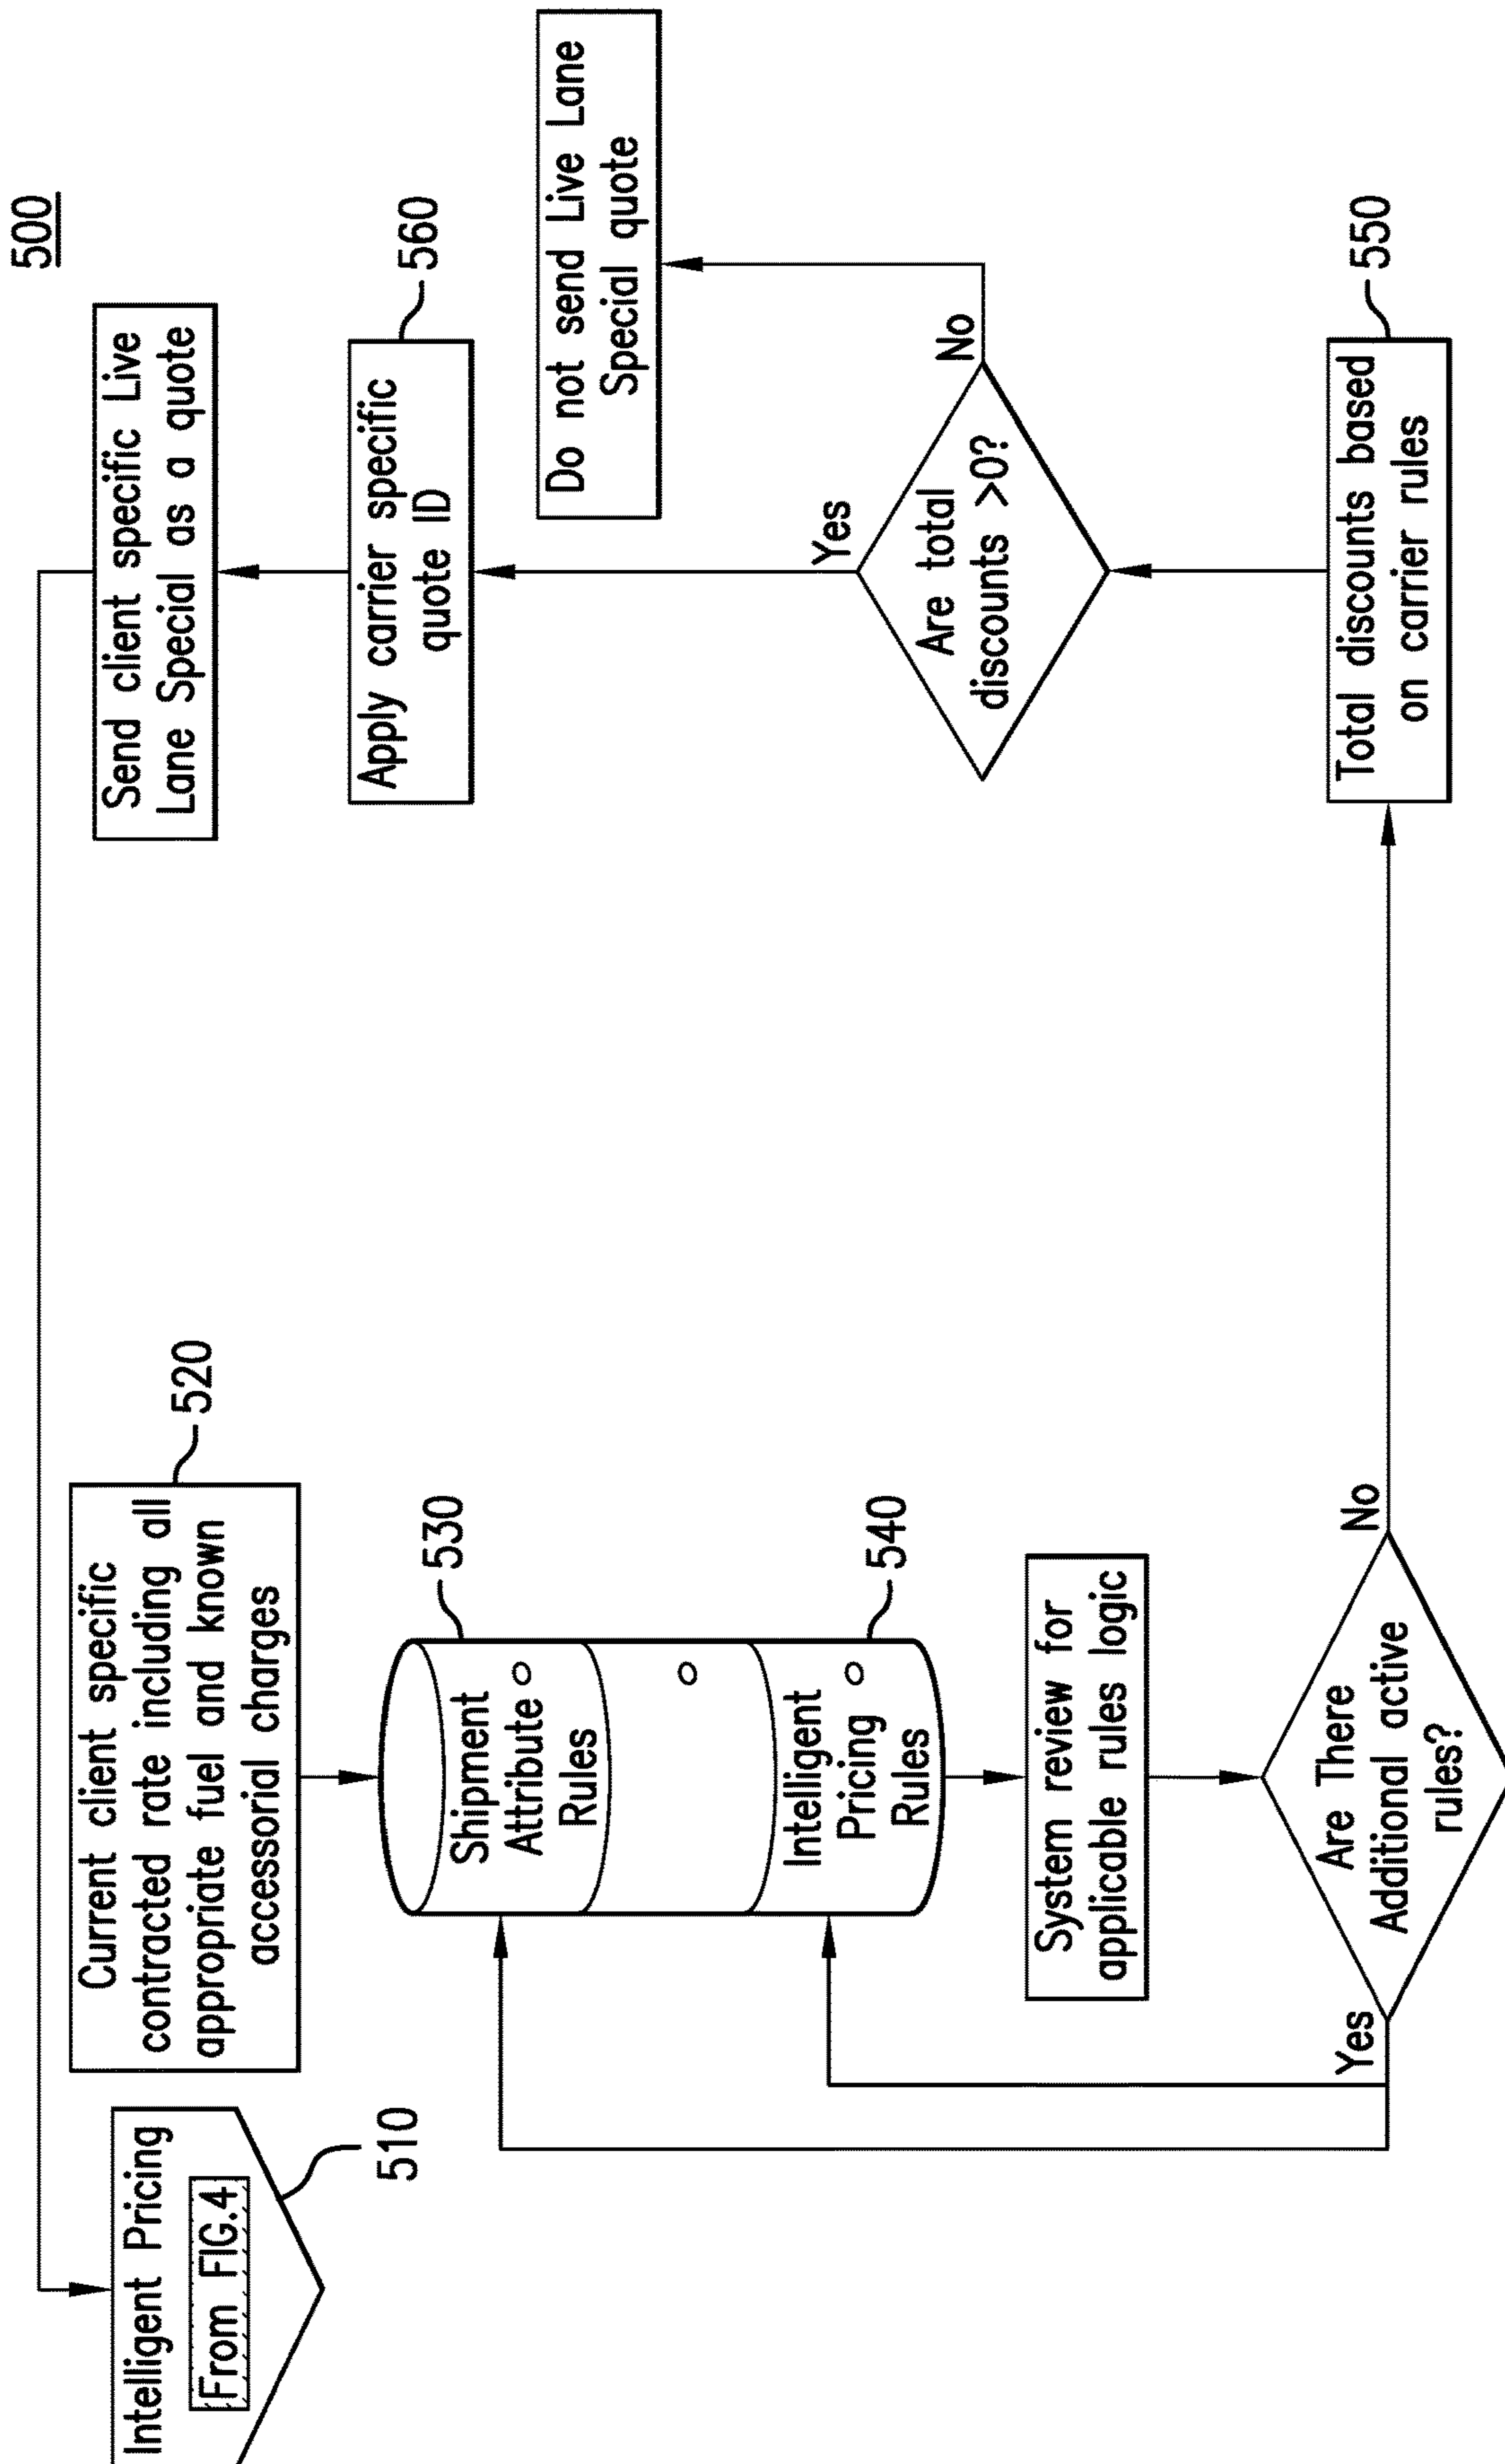 500
Intelligent Pricing
From FIG.4
510
Current client specific
contracted rate including all
appropriate fuel and known
accessorial charges
520
Shipment
Attribute
Rules
530
Intelligent
Pricing
Rules
540
System review for
applicable rules logic
Are There
Additional active
rules?
Yes
No
Total discounts based
on carrier rules
550
Are total
discounts >0?
Yes
No
Do not send Live Lane
Special quote
Apply carrier specific
quote ID
560
Send client specific Live
Lane Special as a quote